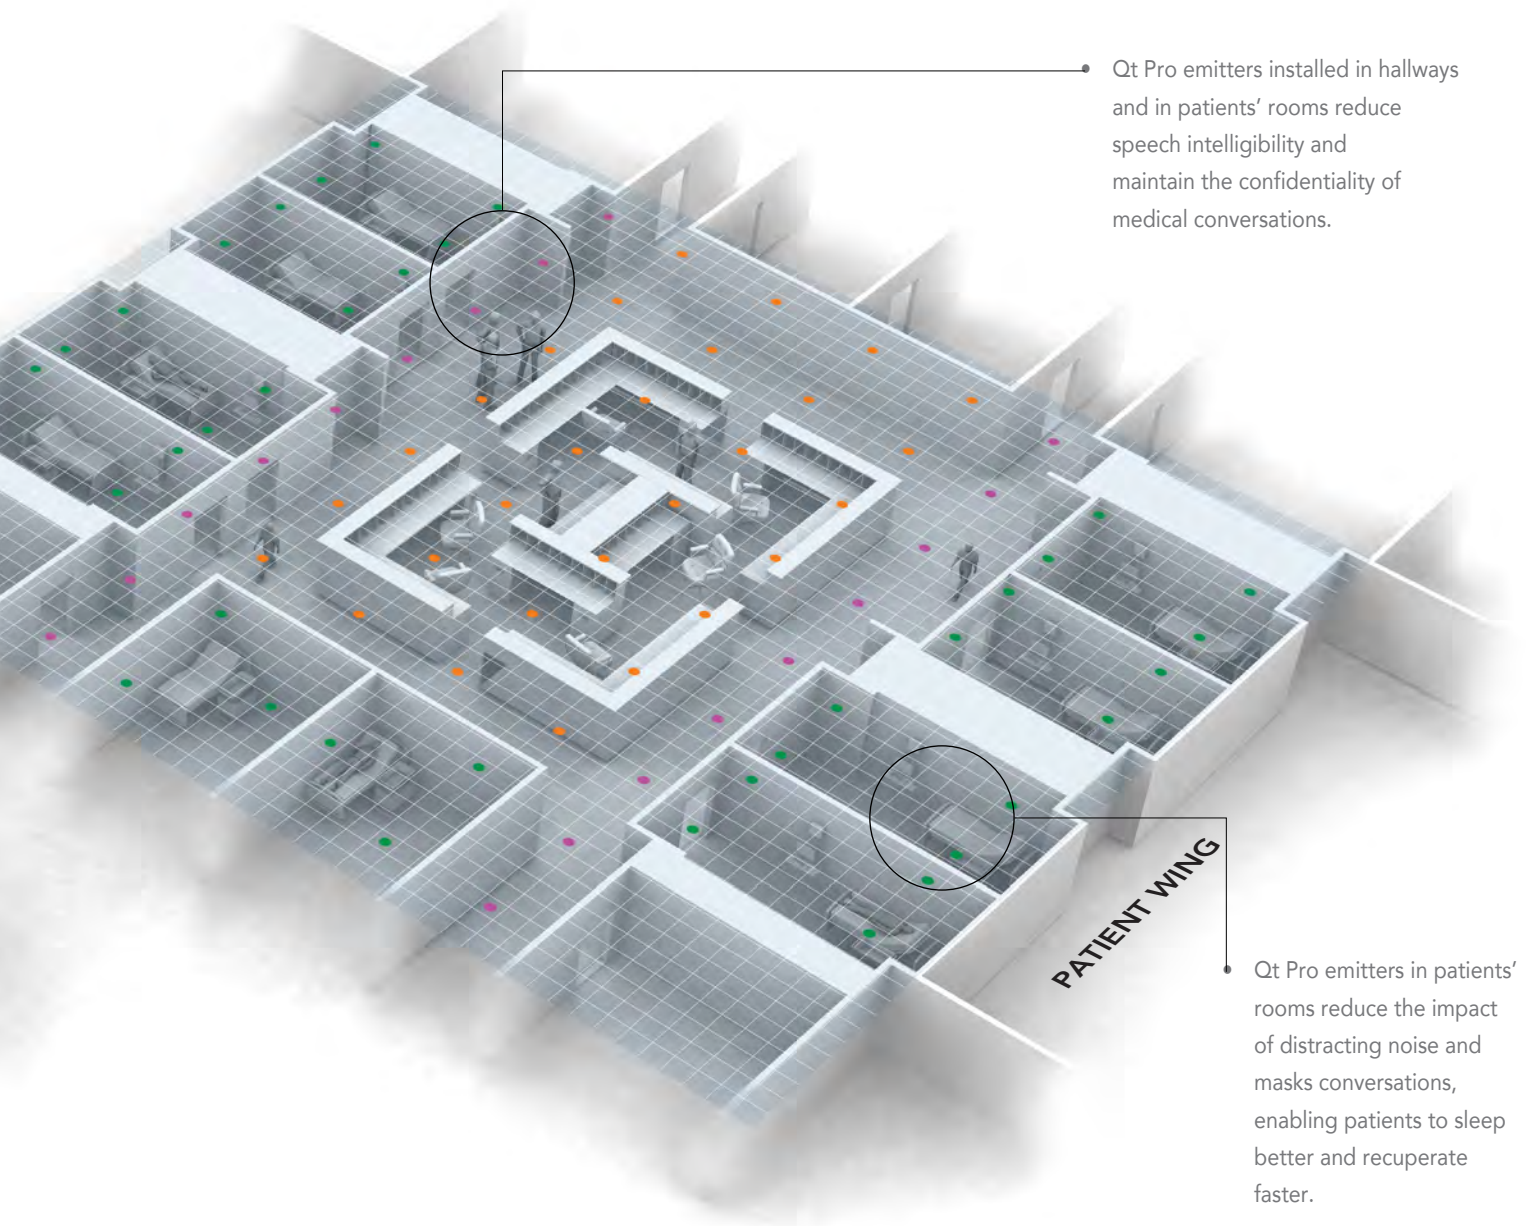 Qt Pro emitters installed in hallways
and in patients’ rooms reduce
speech intelligibility and
maintain the confidentiality of
medical conversations.
PATIENT WING
Qt Pro emitters in patients’
rooms reduce the impact
of distracting noise and
masks conversations,
enabling patients to sleep
better and recuperate
faster.